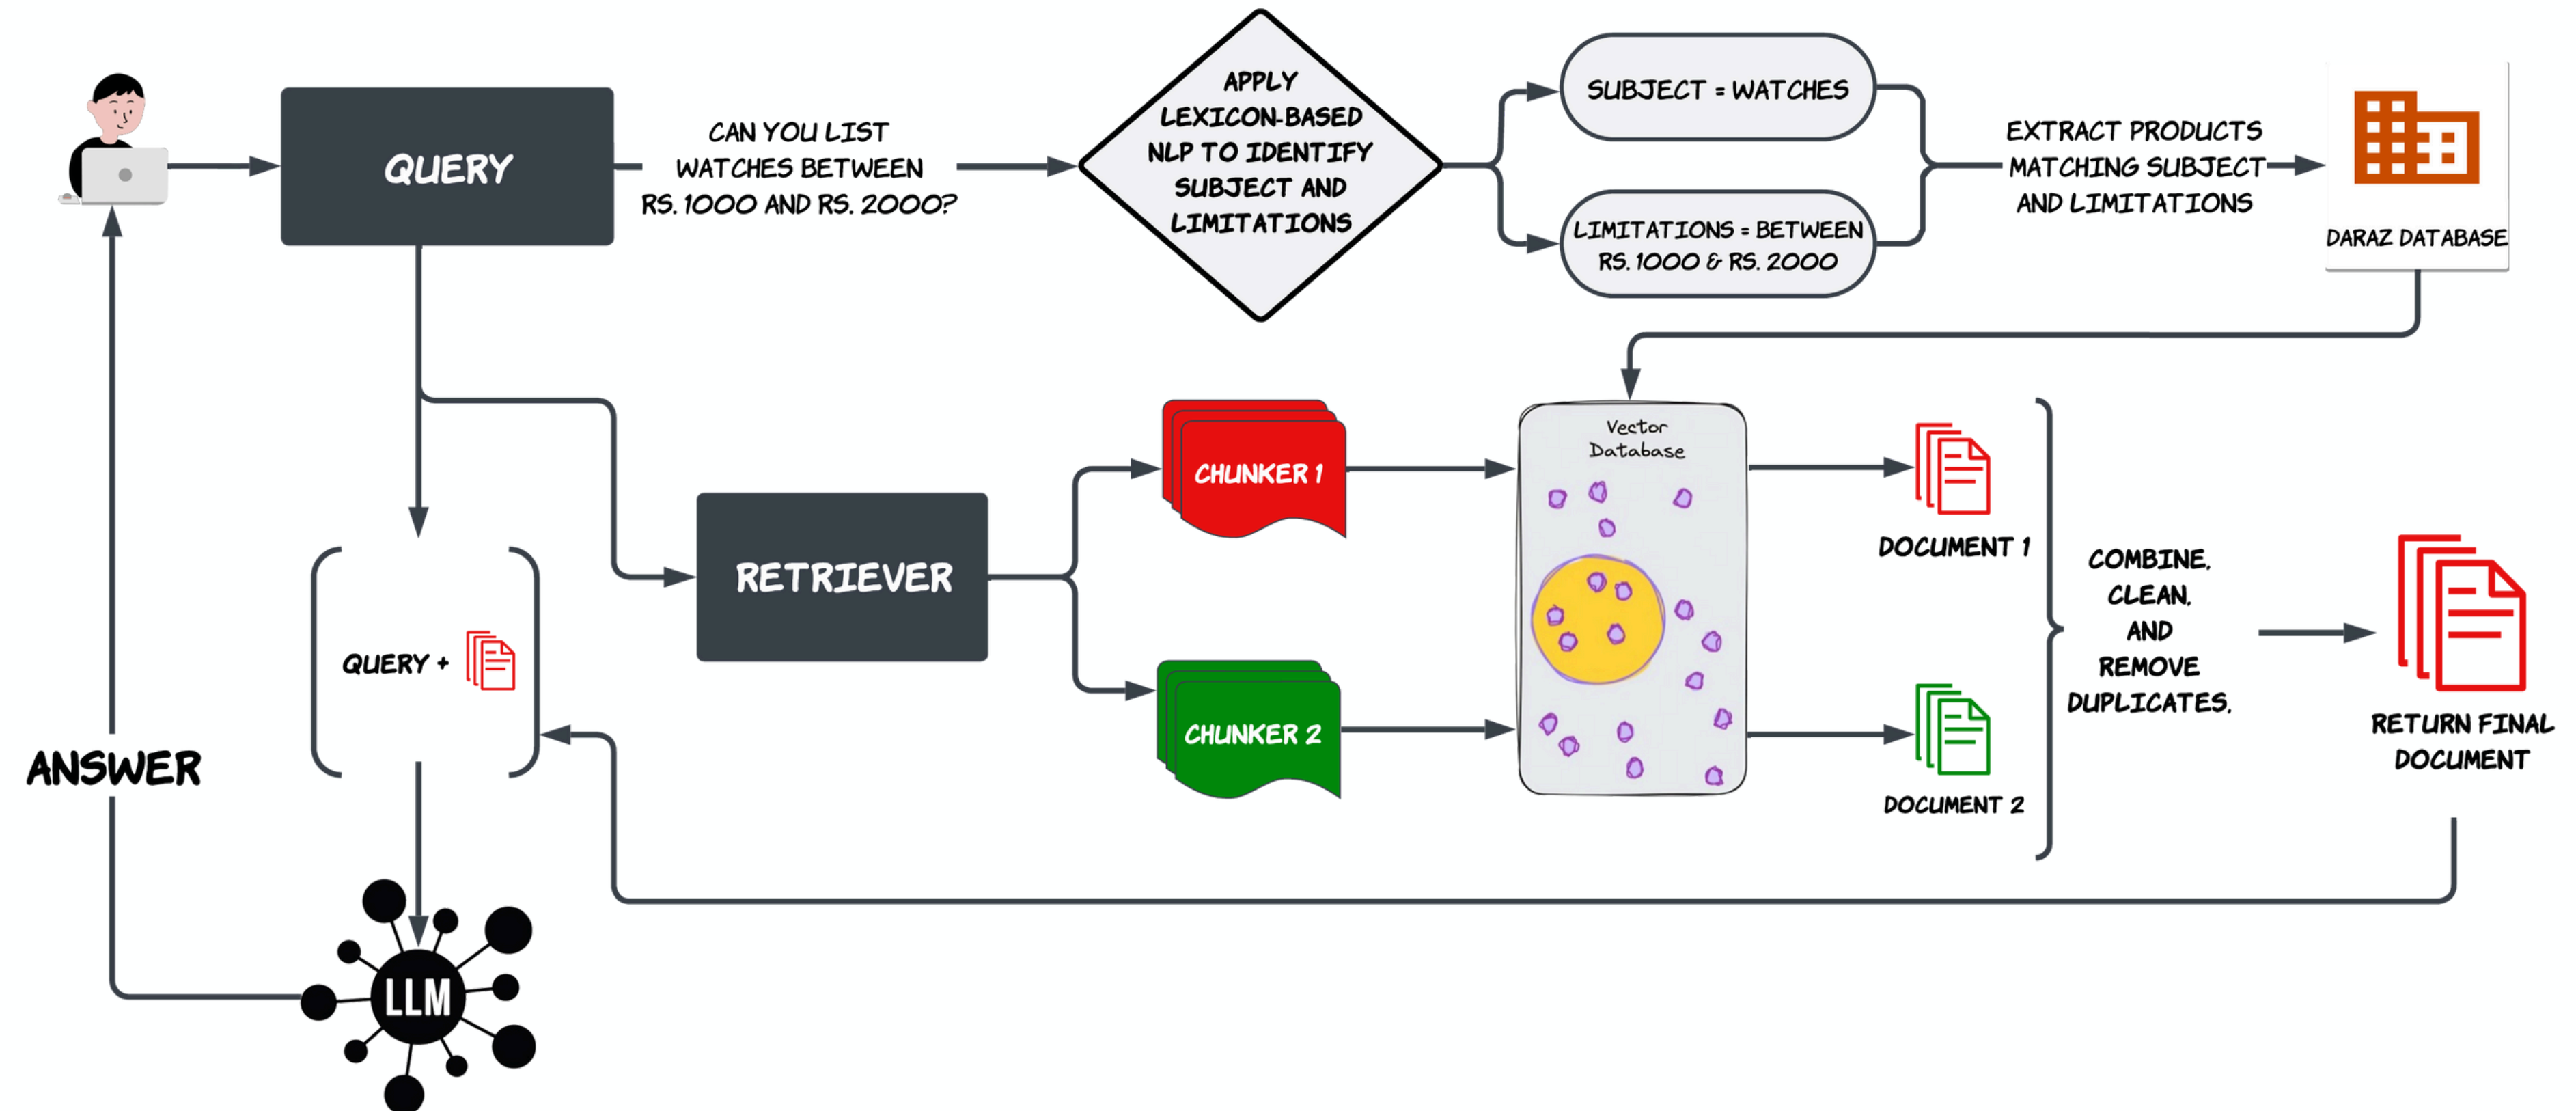 QUERY
CAN YOU LIST
WATCHES BETWEEN
RS. 1000 AND RS. 2000?
APPLY
LEXICON-BASED
NLP TO IDENTIFY
SUBJECT AND
LIMITATIONS
SUBJECT = WATCHES
LIMITATIONS = BETWEEN
RS. 1000 & RS. 2000
EXTRACT PRODUCTS
MATCHING SUBJECT
AND LIMITATIONS
DARAZ DATABASE
RETRIEVER
CHUNKER 1
CHUNKER 2
Vector
Database
DOCUMENT 1
DOCUMENT 2
COMBINE,
CLEAN,
AND
REMOVE
DUPLICATES.
RETURN FINAL
DOCUMENT
QUERY +
ANSWER
LLM